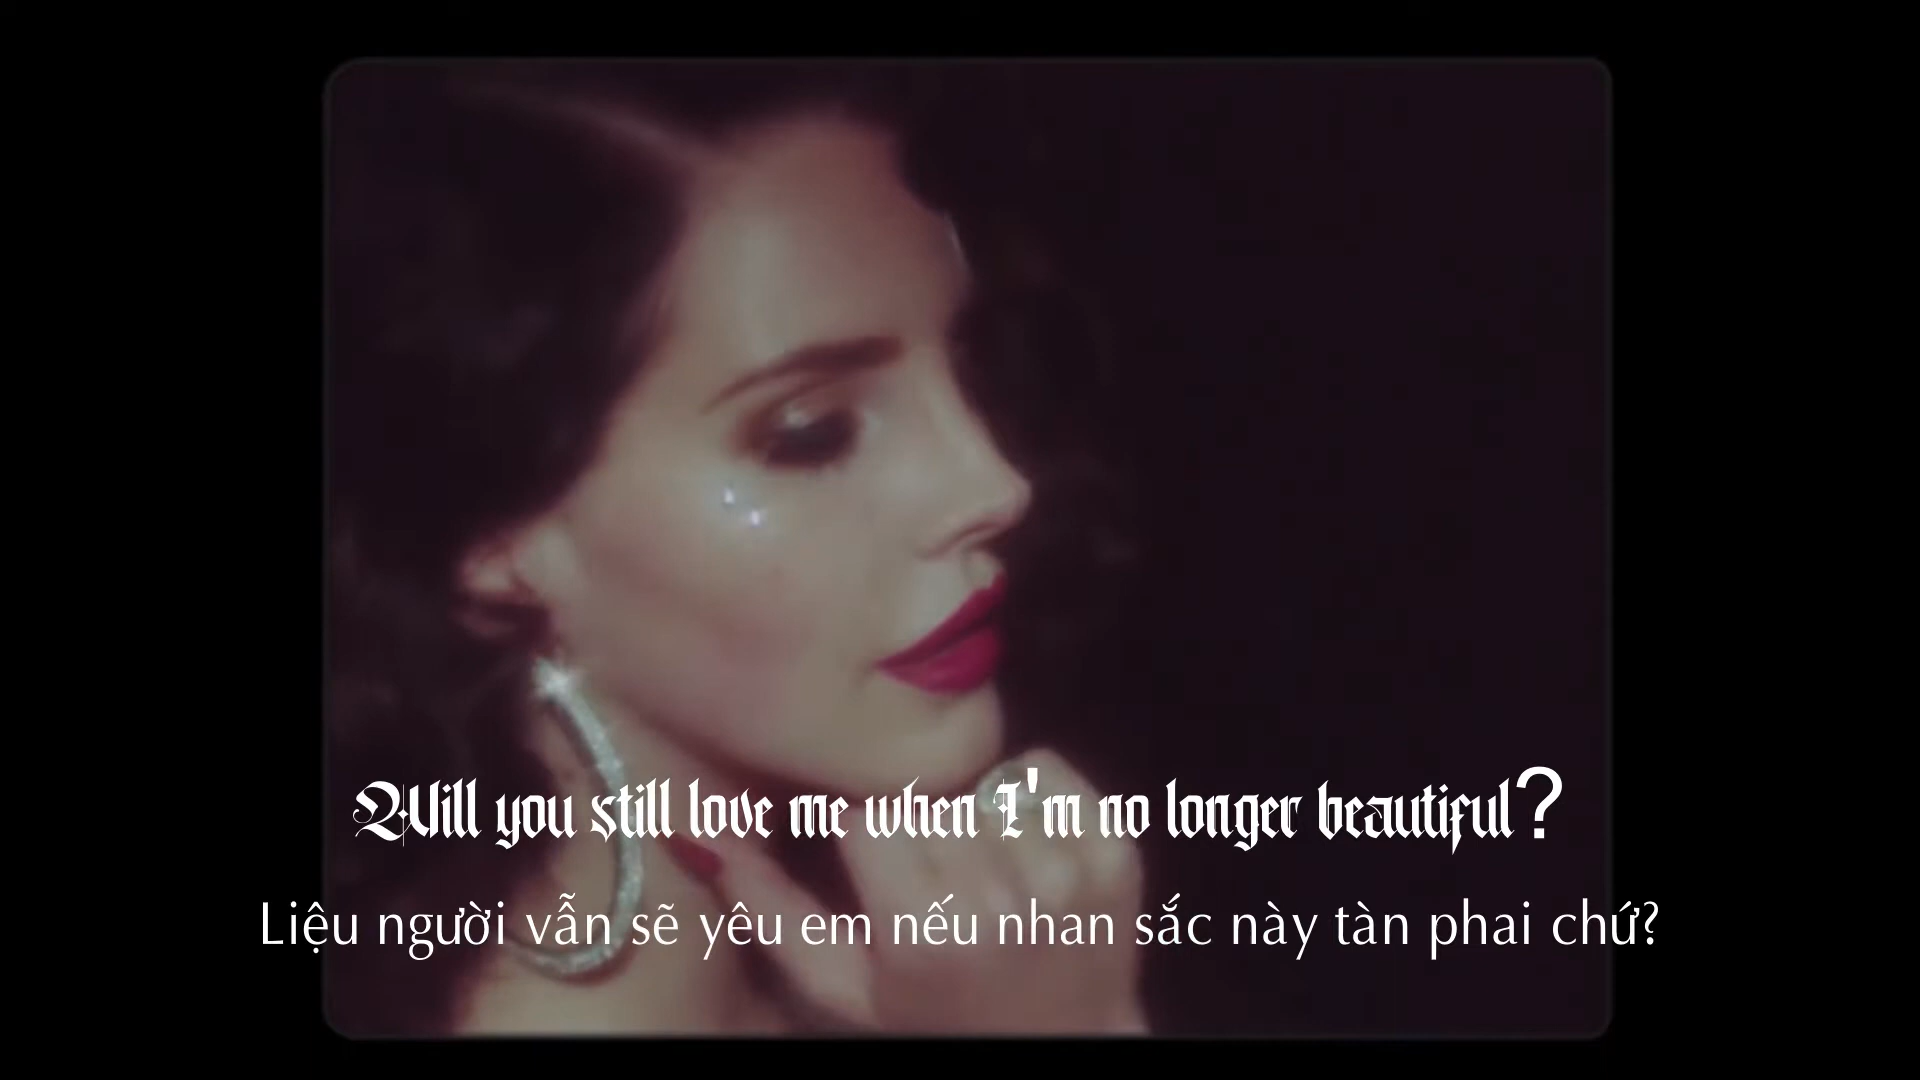 Will you still love me when I'm no longer beautiful?
Liệu người vẫn sẽ yêu em nếu nhan sắc này tàn phai chứ?